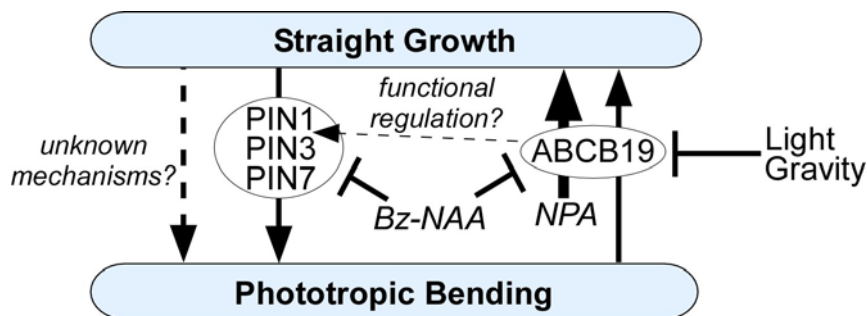 Straight Growth
functional
regulation?
PIN1
PIN3
PIN7
unknown
mechanisms?
ABCB19
Light
Gravity
Bz-NAA
NPA
Phototropic Bending